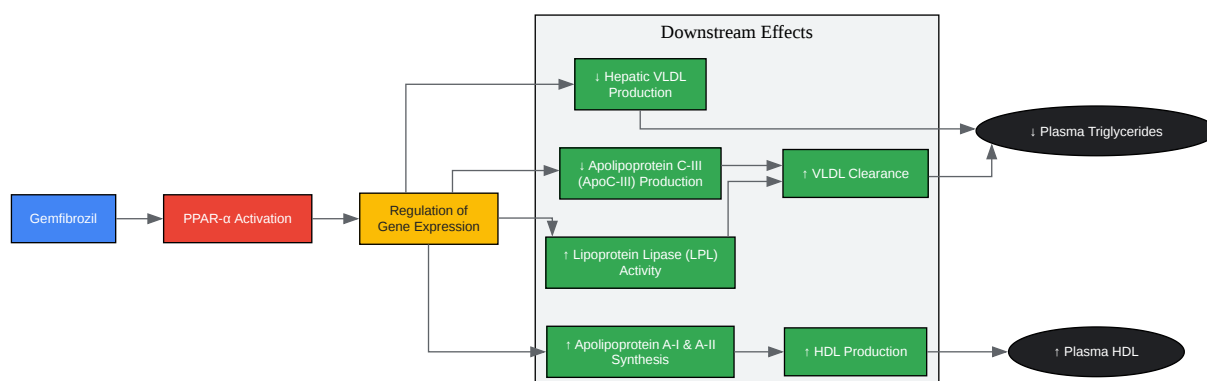 Downstream Effects
↓ Hepatic VLDL
Production
↓ Plasma Triglycerides
↓ Apolipoprotein C-III
(ApoC-III) Production
↑ VLDL Clearance
Gemfibrozil
PPAR-α Activation
Regulation of
Gene Expression
↑ Lipoprotein Lipase (LPL)
Activity
↑ Apolipoprotein A-I & A-II
Synthesis
↑ HDL Production
↑ Plasma HDL